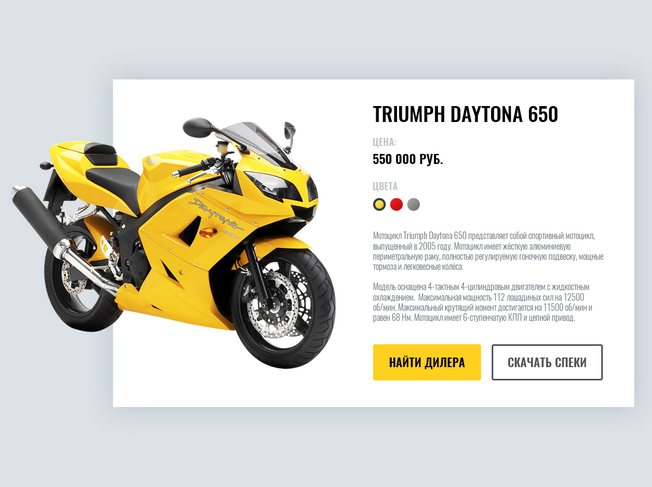 TRIUMPH DAYTONA 650
ЦЕНА:
550 000 РУБ.
ЦВЕТА
Мотоцикл Triumph Daytona 650 представляет собой спортивный мотоцикл,
выпущенный в 2005 году. Мотоцикл имеет жёсткую алюминиевую
периметральную раму, полностью регулируемую гоночную подвеску, мощные
тормоза и легковесные колёса.
Модель оснащена 4-тактным 4-цилиндровым двигателем с жидкостным
охлаждением. Максимальная мощность 112 лошадиных сил на 12500
об/мин. Максимальный крутящий момент достигается на 11500 об/мин и
равен 68 Нм. Мотоцикл имеет 6-ступенчатую КПП и цепной привод.
НАЙТИ ДИЛЕРА
СКАЧАТЬ СПЕКИ
Daytona